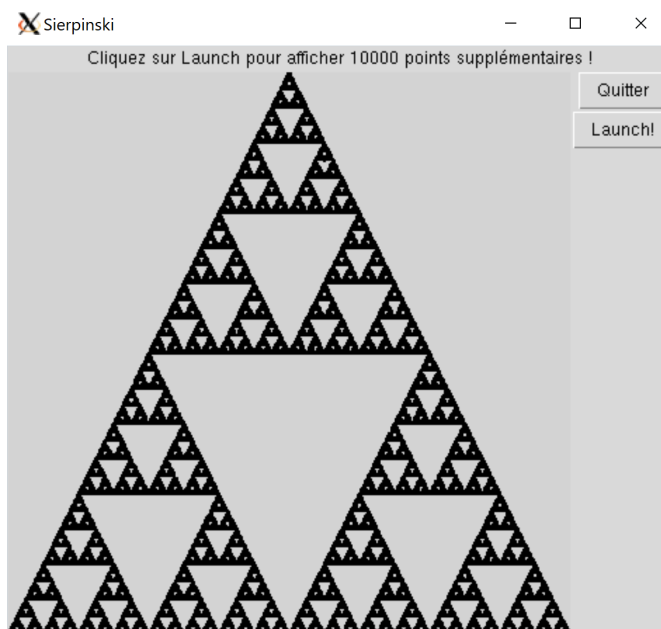 Sierpinski
Cliquez sur Launch pour afficher 10000 points supplémentaires !
Quitter
Launch!